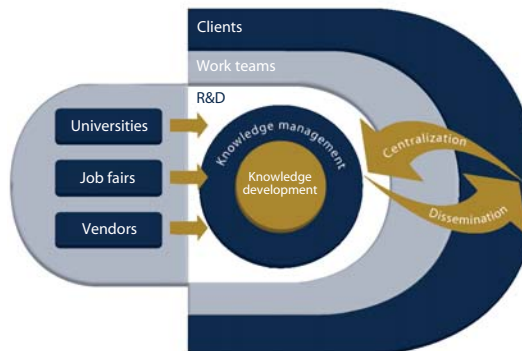 Clients
Work teams
R&D
Universities
Job fairs
Vendors
Knowledge management
Knowledge
development
Centralization
Dissemination